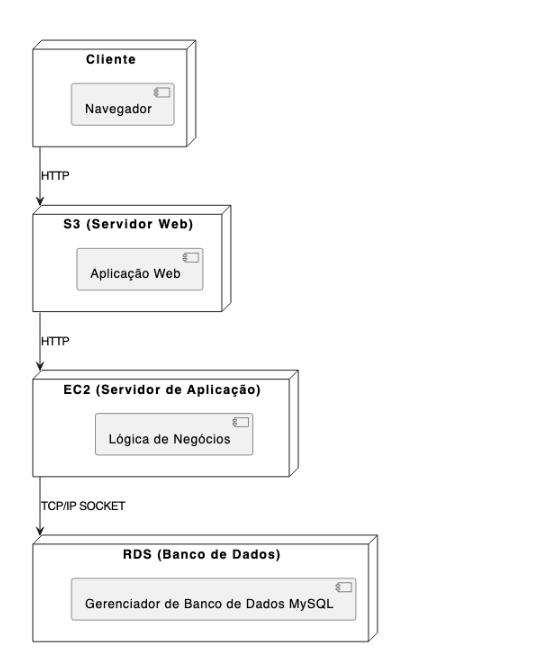 Cliente
Navegador
HTTP
S3 (Servidor Web)
Aplicação Web
HTTP
EC2 (Servidor de Aplicação)
Lógica de Negócios
TCP/IP SOCKET
RDS (Banco de Dados)
Gerenciador de Banco de Dados MySQL